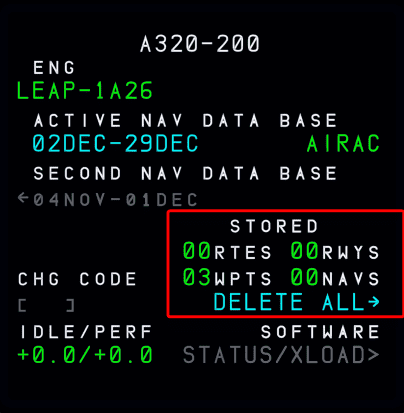 A320-200
ENG
LEAP-1A26
ACTIVE NAV DATA BASE
02DEC-29DEC AIRAC
SECOND NAV DATA BASE
←04NOV-01DEC
STORED
00RTES 00RWYS
CHG CODE 03WPTS 00NAVS
[ ] DELETE ALL→
IDLE/PERF SOFTWARE
+0.0/+0.0 STATUS/XLOAD>